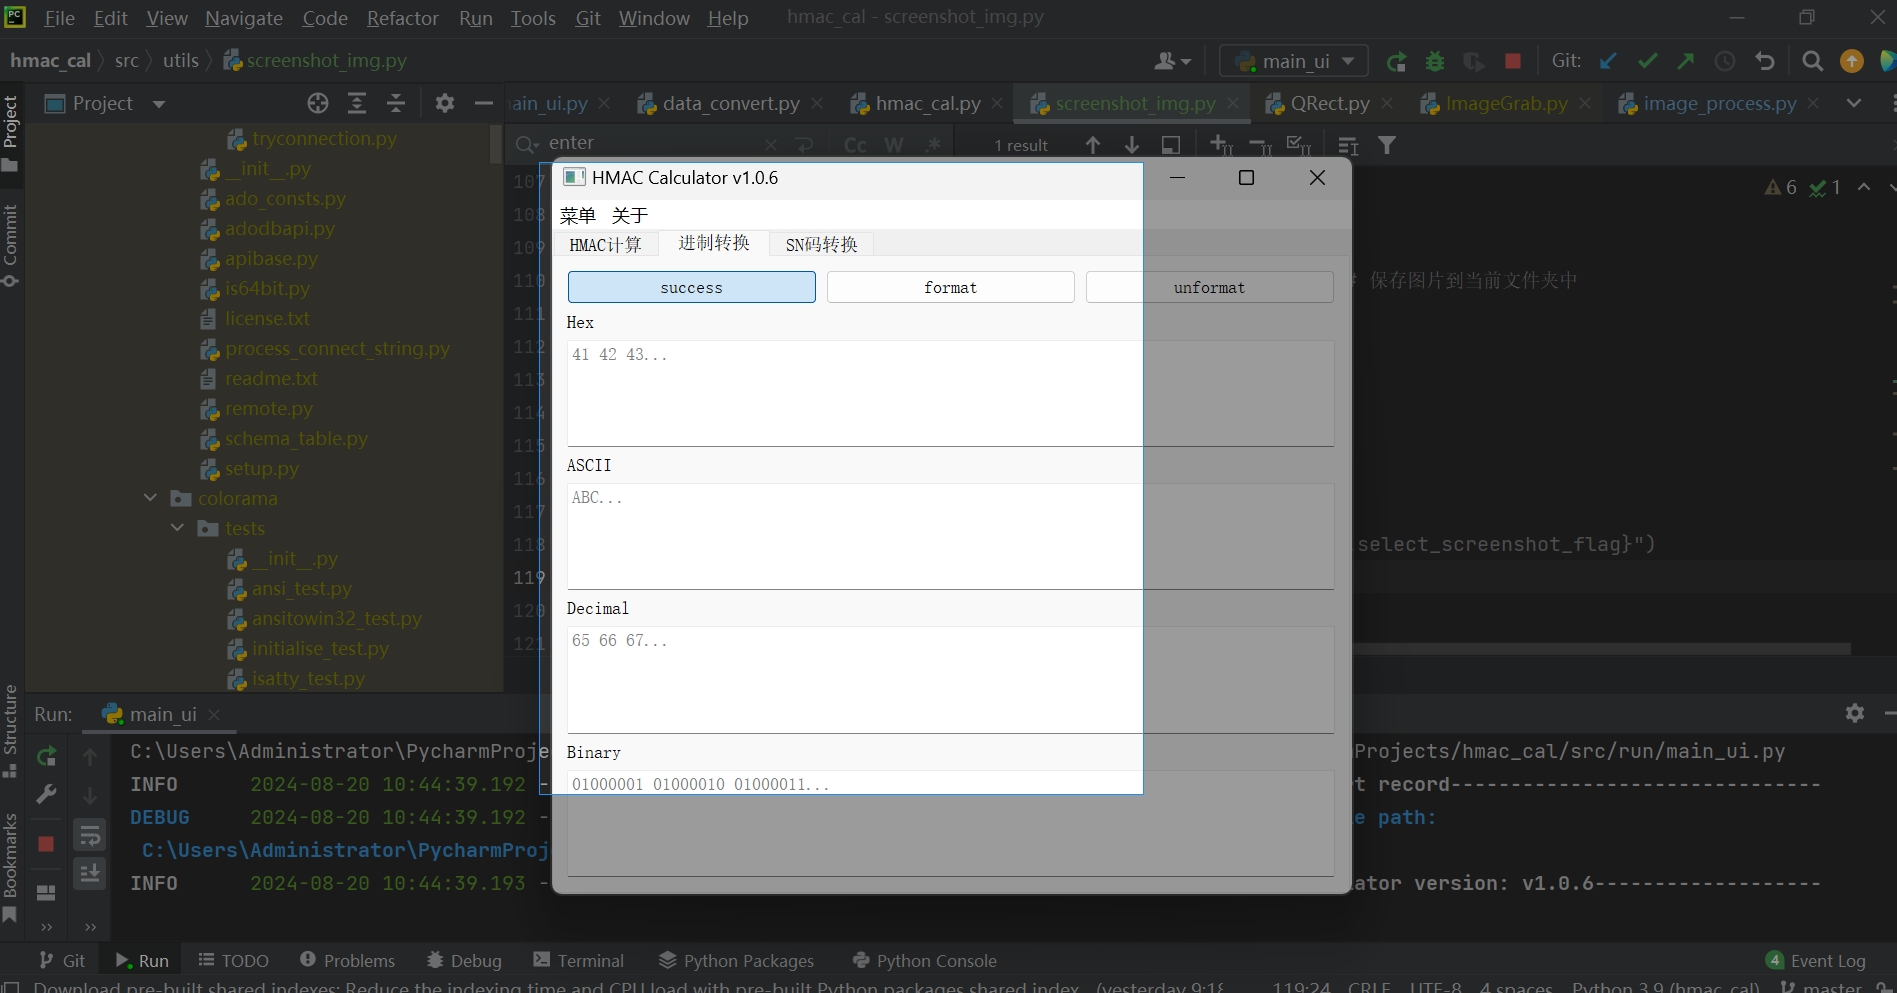 PC File Edit View Navigate Code Refactor Run Tools Git Window Help hmac_cal - screenshot_img.py
hmac_cal src utils screenshot_img.py main_ui Git:
Project ain_ui.py data_convert.py hmac_cal.py screenshot_img.py QRect.py ImageGrab.py image_process.py
enter Cc W .* 1 result
Project
Commit
Structure
Bookmarks
tryconnection.py
__init__.py
ado_consts.py
adodbapi.py
apibase.py
is64bit.py
license.txt
process_connect_string.py
readme.txt
remote.py
schema_table.py
setup.py
colorama
tests
__init__.py
ansi_test.py
ansitowin32_test.py
initialise_test.py
isatty_test.py
107
108
109
110 保存图片到当前文件夹中
111
112
113
114
115
116
117
118 select_screenshot_flag}")
119
120
121
6 1
HMAC Calculator v1.0.6
菜单 关于
HMAC计算 进制转换 SN码转换
success format unformat
Hex
41 42 43...
ASCII
ABC...
Decimal
65 66 67...
Binary
01000001 01000010 01000011...
Run: main_ui
C:\Users\Administrator\PycharmProje Projects/hmac_cal/src/run/main_ui.py
INFO 2024-08-20 10:44:39.192 - t record-------------------------------
DEBUG 2024-08-20 10:44:39.192 - e path:
C:\Users\Administrator\PycharmProj
INFO 2024-08-20 10:44:39.193 - ator version: v1.0.6-------------------
Git Run TODO Problems Debug Terminal Python Packages Python Console 4 Event Log
Download pre-built shared indexes: Reduce the indexing time and CPU load with pre-built Python packages shared index... (yesterday 9:18 119:24 CRLF UTF-8 4 spaces Python 3.9 (hmac_cal) master